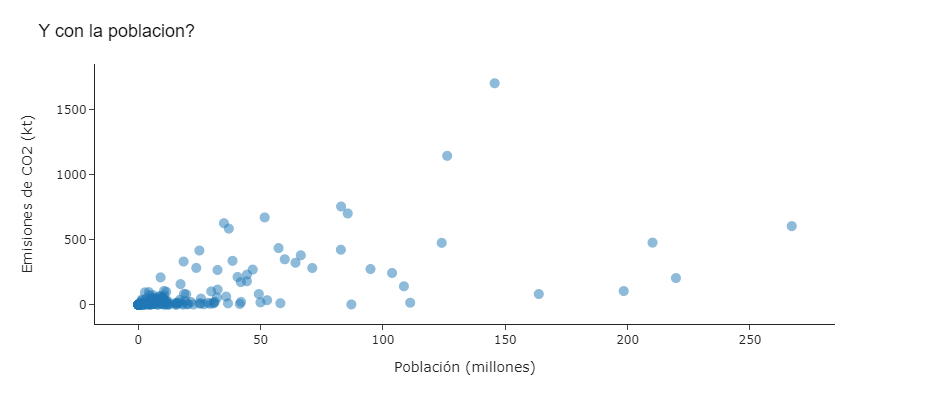 Y con la poblacion?
Emisiones de CO2 (kt)
1500
1000
500
0
0 50 100 150 200 250
Población (millones)